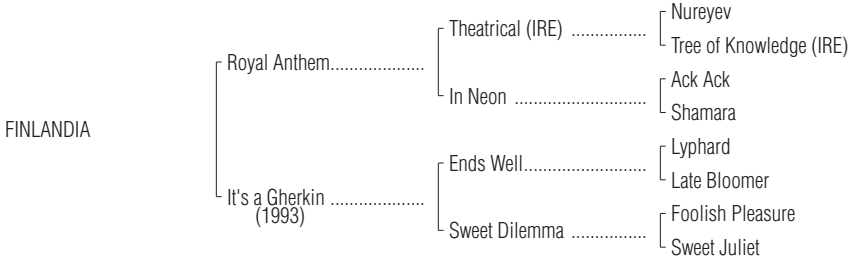 Nureyev
Theatrical (IRE) ................
Tree of Knowledge (IRE)
Royal Anthem....................
Ack Ack
In Neon ............................
Shamara
FINLANDIA
Lyphard
Ends Well..........................
Late Bloomer
It's a Gherkin ....................
(1993)
Foolish Pleasure
Sweet Dilemma ................
Sweet Juliet